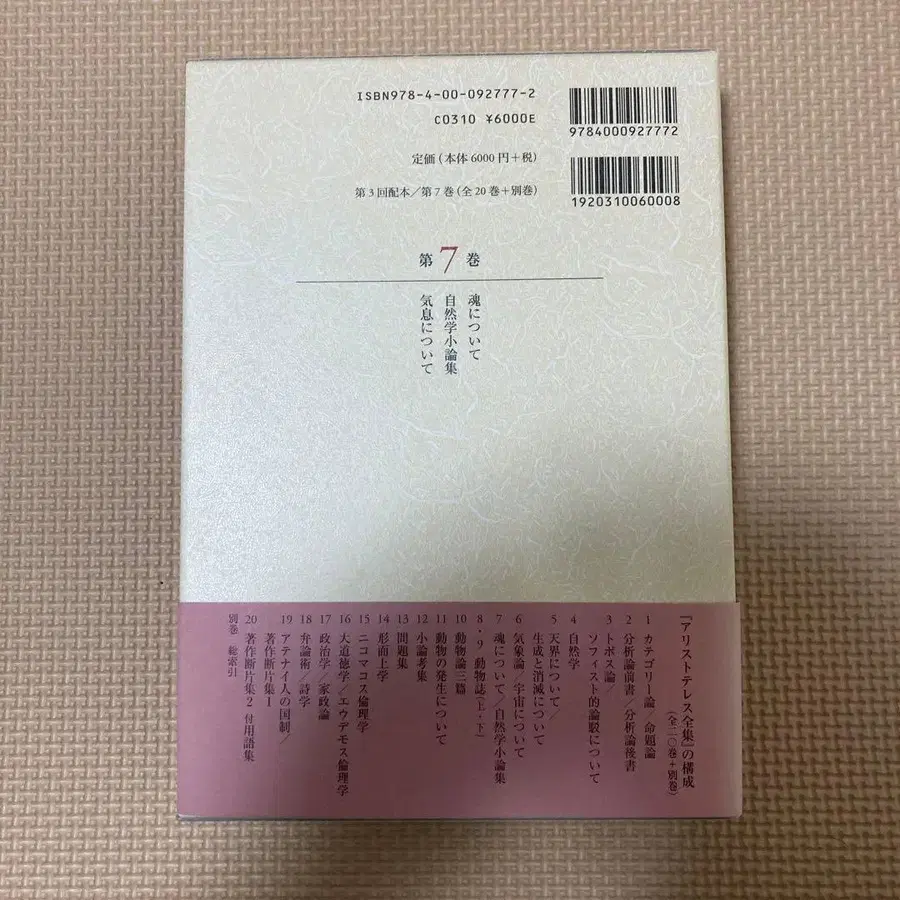 ISBN978-4-00-092777-2
C0310 ¥6000E
定価(本体6000円+税)
第3回配本/第7巻(全20巻+別巻)
9784000927772
1920310060008
第7巻
魂について
自然学小論集
気息について
『アリストテレス全集』の構成
(全二〇巻+別巻)
1 カテゴリー論/命題論
2 分析論前書/分析論後書
3 トポス論/
ソフィスト的論駁について
4 自然学
5 天界について/
生成と消滅について
6 気象論/宇宙について
7 魂について/自然学小論集
8・9 動物誌(上・下)
10 動物論三篇
11 動物の発生について
12 小論考集
13 問題集
14 形而上学
15 ニコマコス倫理学
16 大道徳学/エウデモス倫理学
17 政治学/家政論
18 弁論術/詩学
19 アテナイ人の国制/
著作断片集1
20 著作断片集2 付用語集
別巻 総索引